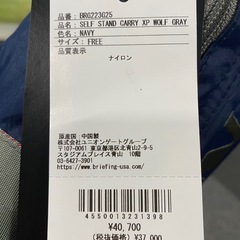 品番: BRG223G25
品名: SELF STAND CARRY XP WOLF GRAY
色名: NAVY
サイズ: FREE
品質表示
ナイロン
原産国:中国製
株式会社ユニオンゲートグループ
〒107-0061 東京都港区北青山2-9-5
スタジアムプレイス青山 10階
03-6427-3901
https://www.briefing-usa.com/
4550013231398
¥40,700
(税抜価格 ¥37,000